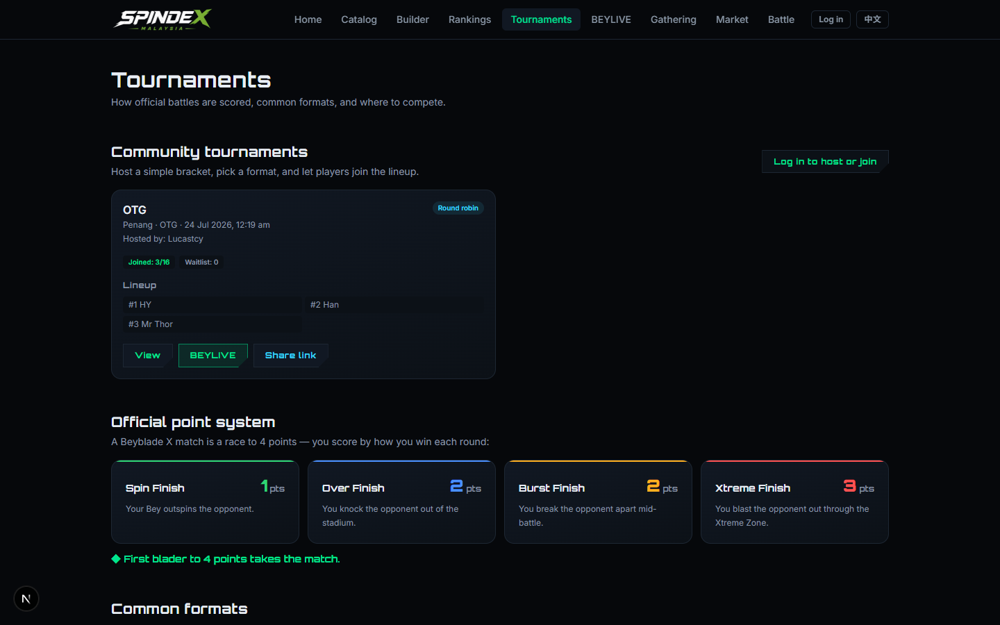 SPINDEX
MALAYSIA
Home
Catalog
Builder
Rankings
Tournaments
BEYLIVE
Gathering
Market
Battle
Log in
中文
Tournaments
How official battles are scored, common formats, and where to compete.
Community tournaments
Host a simple bracket, pick a format, and let players join the lineup.
Log in to host or join
OTG
Round robin
Penang · OTG · 24 Jul 2026, 12:19 am
Hosted by: Lucastcy
Joined: 3/16
Waitlist: 0
Lineup
#1 HY
#2 Han
#3 Mr Thor
View
BEYLIVE
Share link
Official point system
A Beyblade X match is a race to 4 points — you score by how you win each round:
Spin Finish
1 pts
Your Bey outspins the opponent.
Over Finish
2 pts
You knock the opponent out of the
stadium.
Burst Finish
2 pts
You break the opponent apart mid-
battle.
Xtreme Finish
3 pts
You blast the opponent out through the
Xtreme Zone.
◆ First blader to 4 points takes the match.
N
Common formats